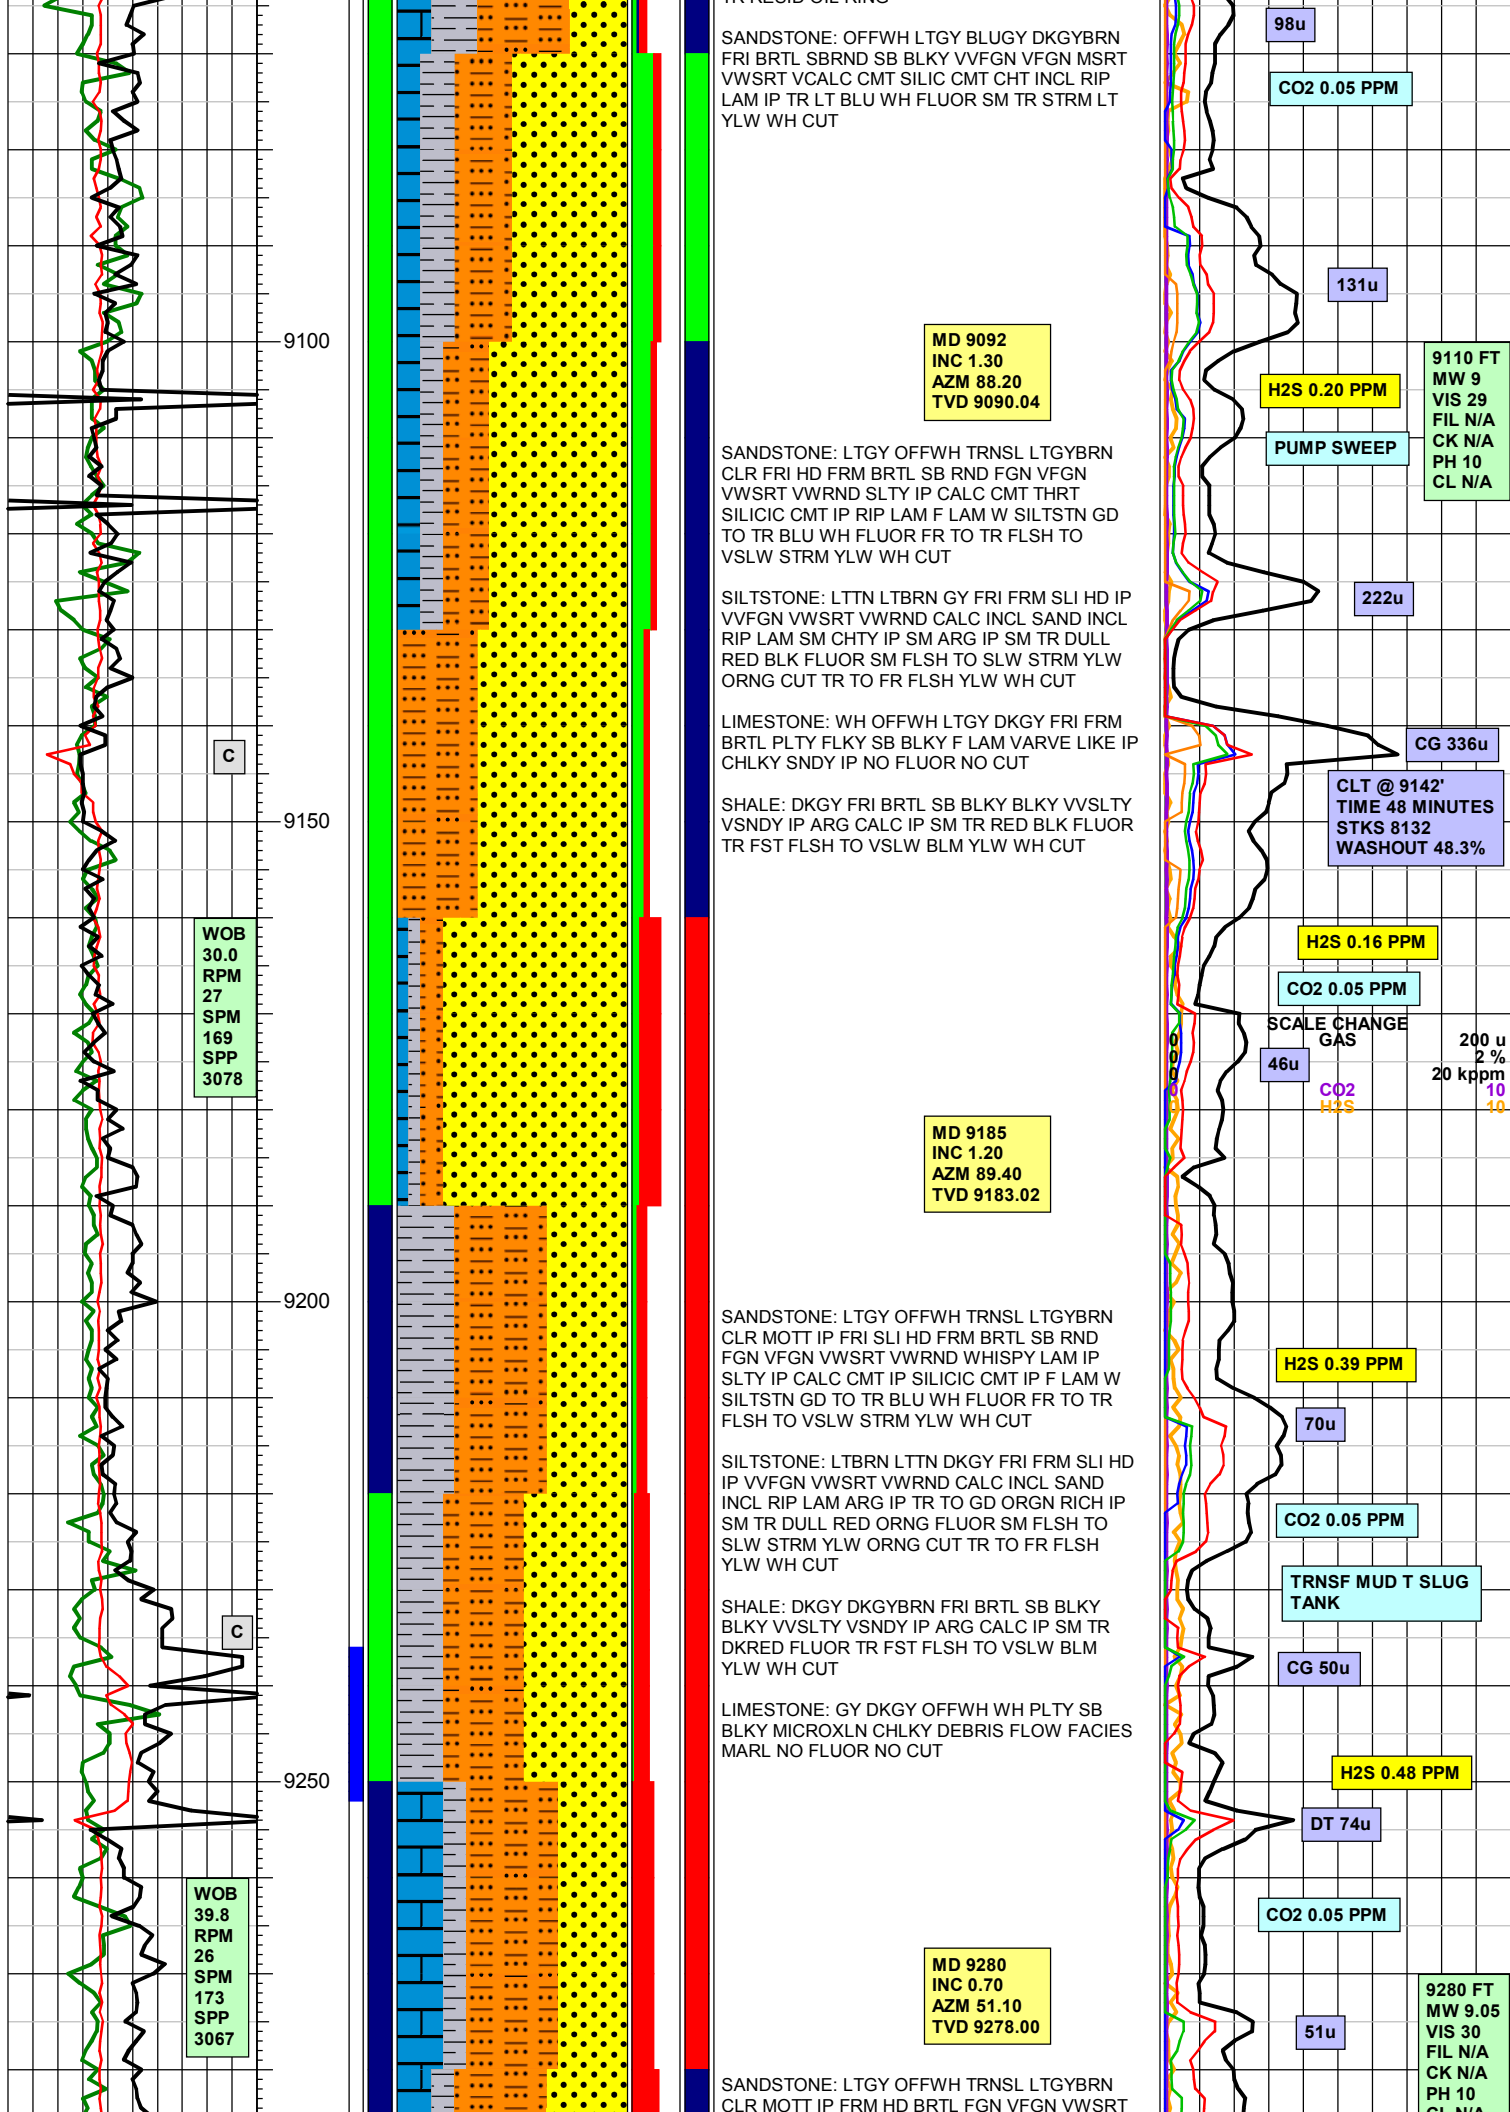 98u
SANDSTONE: OFFWH LTGY BLUGY DKGYBRN
FRI BRTL SBRND SB BLKY VVFGN VFGN MSRT
VWSRT VCALC CMT SILIC CMT CHT INCL RIP
LAM IP TR LT BLU WH FLUOR SM TR STRM LT
YLW WH CUT
CO2 0.05 PPM
131u
9100
MD 9092
INC 1.30
AZM 88.20
TVD 9090.04
9110 FT
MW 9
VIS 29
FIL N/A
CK N/A
PH 10
CL N/A
H2S 0.20 PPM
PUMP SWEEP
SANDSTONE: LTGY OFFWH TRNSL LTGYBRN
CLR FRI HD FRM BRTL SB RND FGN VFGN
VWSRT VWRND SLTY IP CALC CMT THRT
SILICIC CMT IP RIP LAM F LAM W SILTSTN GD
TO TR BLU WH FLUOR FR TO TR FLSH TO
VSLW STRM YLW WH CUT
222u
SILTSTONE: LTTN LTBRN GY FRI FRM SLI HD IP
VVFGN VWSRT VWRND CALC INCL SAND INCL
RIP LAM SM CHTY IP SM ARG IP SM TR DULL
RED BLK FLUOR SM FLSH TO SLW STRM YLW
ORNG CUT TR TO FR FLSH YLW WH CUT
LIMESTONE: WH OFFWH LTGY DKGY FRI FRM
BRTL PLTY FLKY SB BLKY F LAM VARVE LIKE IP
CHLKY SNDY IP NO FLUOR NO CUT
C
CG 336u
CLT @ 9142'
TIME 48 MINUTES
STKS 8132
WASHOUT 48.3%
SHALE: DKGY FRI BRTL SB BLKY BLKY VVSLTY
VSNDY IP ARG CALC IP SM TR RED BLK FLUOR
TR FST FLSH TO VSLW BLM YLW WH CUT
9150
WOB
30.0
RPM
27
SPM
169
SPP
3078
H2S 0.16 PPM
CO2 0.05 PPM
SCALE CHANGE
0 GAS 200 u
0 2 %
0 20 kppm
0 CO2 10
0 H2S 10
46u
MD 9185
INC 1.20
AZM 89.40
TVD 9183.02
9200
SANDSTONE: LTGY OFFWH TRNSL LTGYBRN
CLR MOTT IP FRI SLI HD FRM BRTL SB RND
FGN VFGN VWSRT VWRND WHISPY LAM IP
SLTY IP CALC CMT IP SILICIC CMT IP F LAM W
SILTSTN GD TO TR BLU WH FLUOR FR TO TR
FLSH TO VSLW STRM YLW WH CUT
H2S 0.39 PPM
70u
SILTSTONE: LTBRN LTTN DKGY FRI FRM SLI HD
IP VVFGN VWSRT VWRND CALC INCL SAND
INCL RIP LAM ARG IP TR TO GD ORGN RICH IP
SM TR DULL RED ORNG FLUOR SM FLSH TO
SLW STRM YLW ORNG CUT TR TO FR FLSH
YLW WH CUT
CO2 0.05 PPM
TRNSF MUD T SLUG
TANK
SHALE: DKGY DKGYBRN FRI BRTL SB BLKY
BLKY VVSLTY VSNDY IP ARG CALC IP SM TR
DKRED FLUOR TR FST FLSH TO VSLW BLM
YLW WH CUT
C
CG 50u
LIMESTONE: GY DKGY OFFWH WH PLTY SB
BLKY MICROXLN CHLKY DEBRIS FLOW FACIES
MARL NO FLUOR NO CUT
9250
H2S 0.48 PPM
DT 74u
WOB
39.8
RPM
26
SPM
173
SPP
3067
CO2 0.05 PPM
MD 9280
INC 0.70
AZM 51.10
TVD 9278.00
51u
9280 FT
MW 9.05
VIS 30
FIL N/A
CK N/A
PH 10
CL N/A
SANDSTONE: LTGY OFFWH TRNSL LTGYBRN
CLR MOTT IP FRM HD BRTL FGN VFGN VWSRT